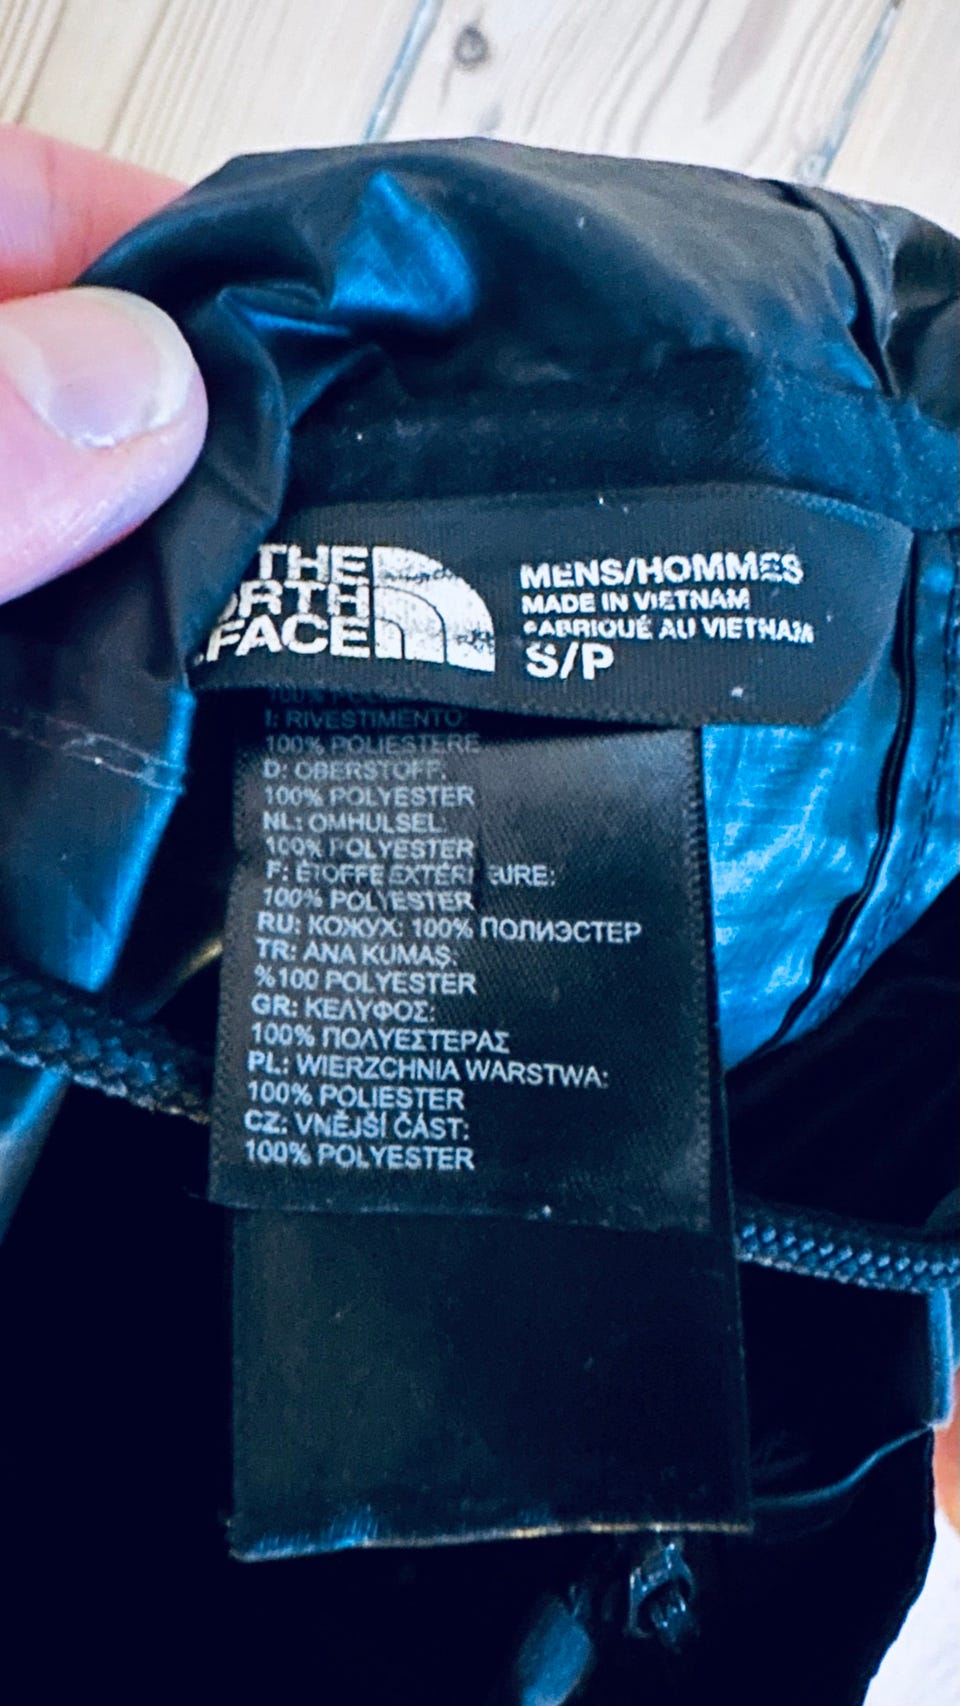 THE
ORTH
FACE
MENS/HOMMES
MADE IN VIETNAM
FABRIQUÉ AU VIETNAM
S/P
I: RIVESTIMENTO:
100% POLIESTERE
D: OBERSTOFF:
100% POLYESTER
NL: OMHULSEL:
100% POLYESTER
F: ÉTOFFE EXTÉRIEURE:
100% POLYESTER
RU: КОЖУХ: 100% ПОЛИЭСТЕР
TR: ANA KUMAŞ:
%100 POLYESTER
GR: ΚΕΛΥΦΟΣ:
100% ΠΟΛΥΕΣΤΕΡΑΣ
PL: WIERZCHNIA WARSTWA:
100% POLIESTER
CZ: VNĚJŠÍ ČÁST:
100% POLYESTER